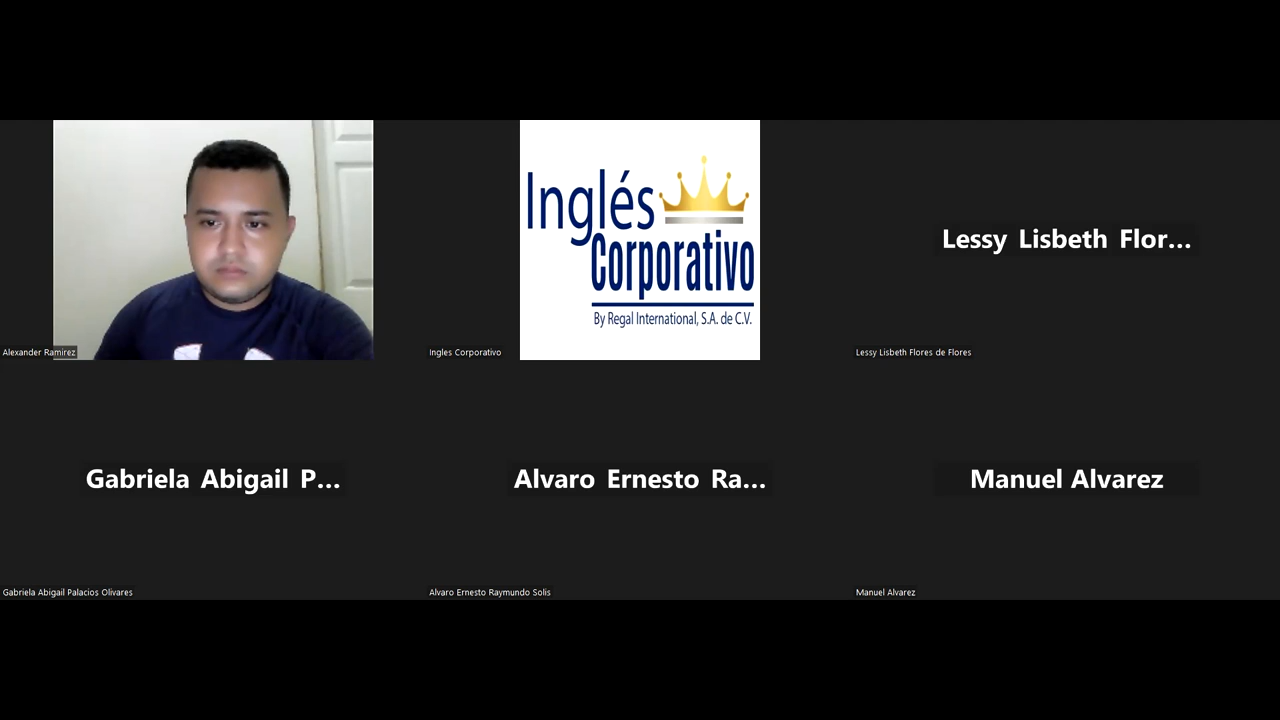 Inglés
Corporativo
By Regal International, S.A. de C.V.
Lessy Lisbeth Flor...
Alexander Ramirez
Ingles Corporativo
Lessy Lisbeth Flores de Flores
Gabriela Abigail P...
Alvaro Ernesto Ra...
Manuel Alvarez
Gabriela Abigail Palacios Olivares
Alvaro Ernesto Raymundo Solis
Manuel Alvarez